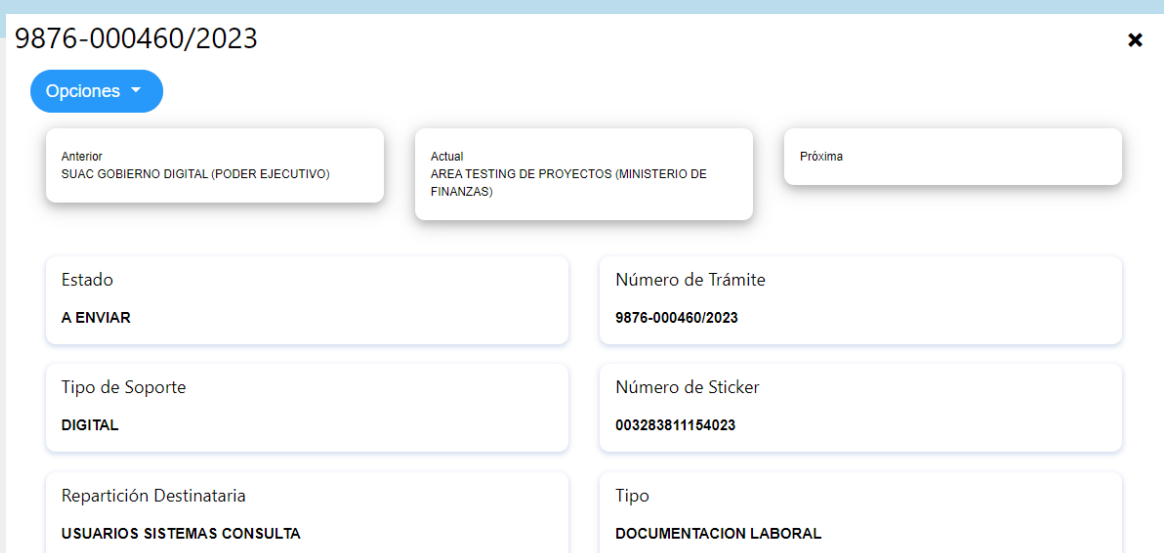 9876-000460/2023
Opciones
Anterior
SUAC GOBIERNO DIGITAL (PODER EJECUTIVO)
Actual
AREA TESTING DE PROYECTOS (MINISTERIO DE
FINANZAS)
Próxima
Estado
A ENVIAR
Número de Trámite
9876-000460/2023
Tipo de Soporte
DIGITAL
Número de Sticker
003283811154023
Repartición Destinataria
USUARIOS SISTEMAS CONSULTA
Tipo
DOCUMENTACION LABORAL